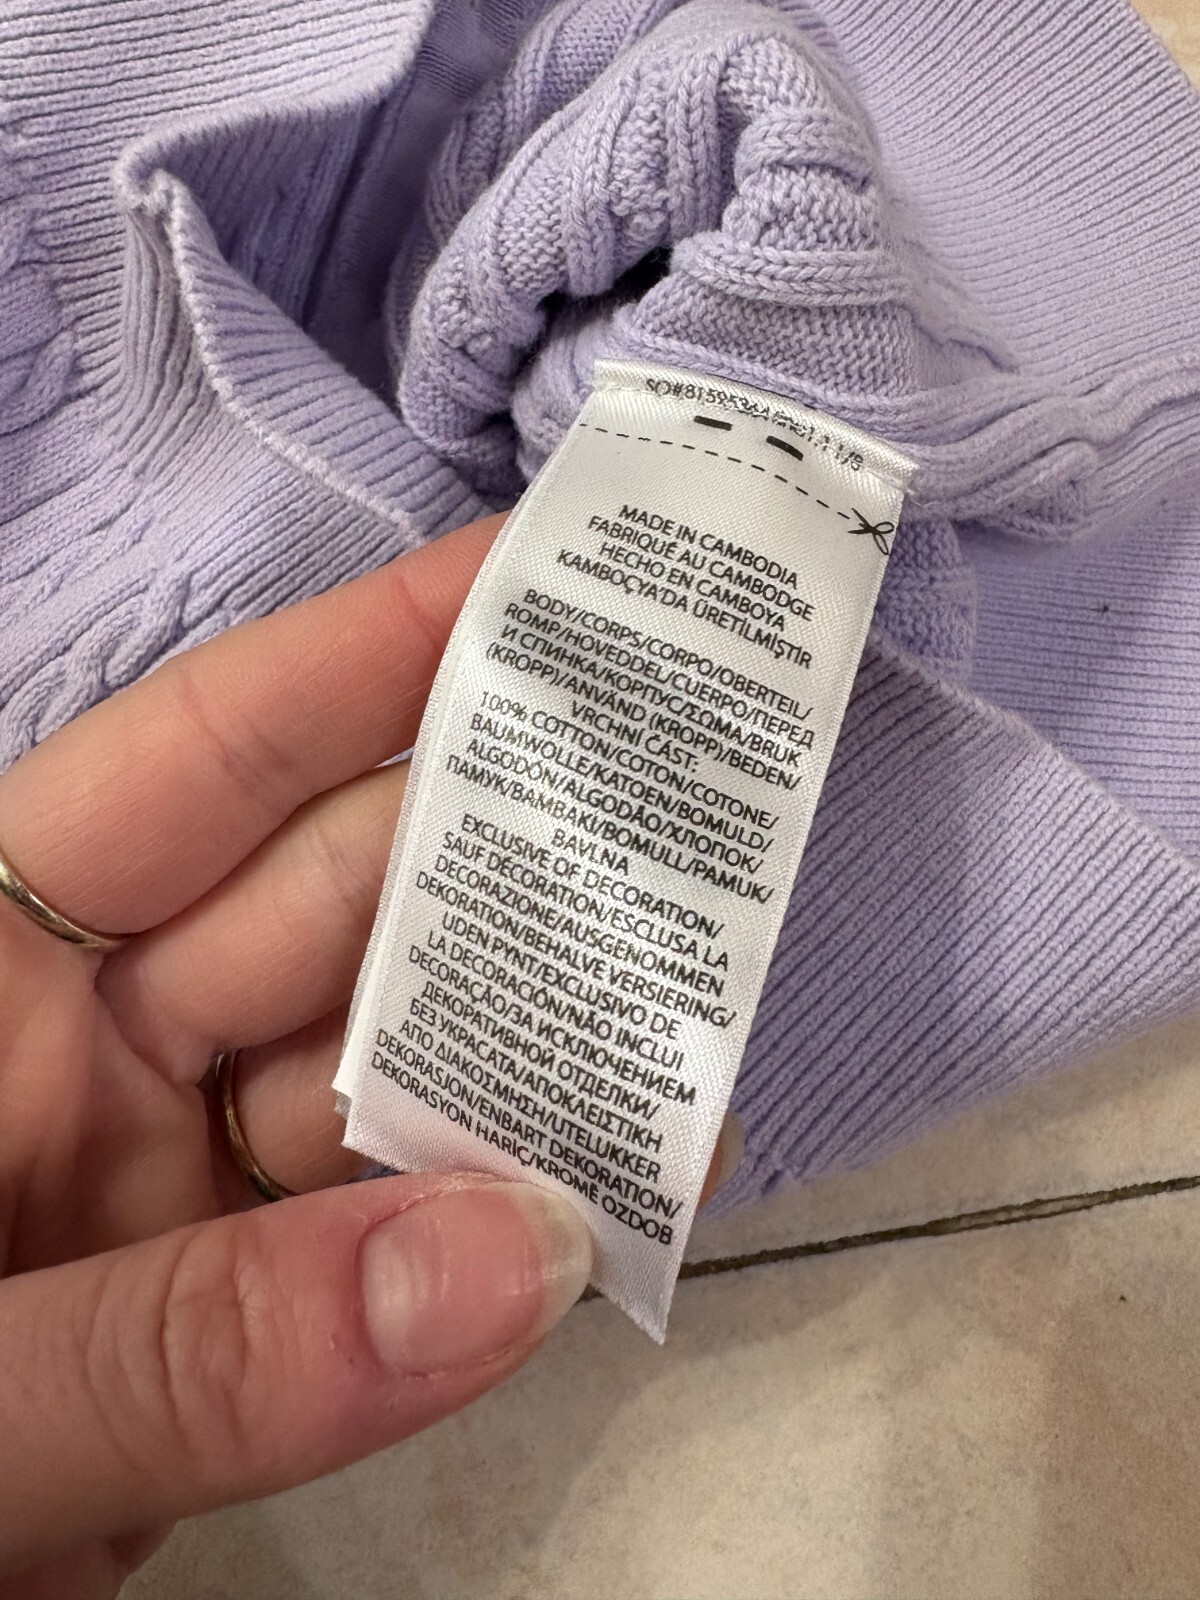 MADE IN CAMBODIA
FABRIQUÉ AU CAMBODGE
HECHO EN CAMBOYA
KAMBOÇYA'DA ÜRETİLMİŞTİR
BODY/CORPS/CORPO/OBERTEIL/
ROMP/HOVEDDEL/CUERPO/ПЕРЕД
И СПИНКА/КОРПУС/ΣΩΜΑ/BRUK
(KROPP)/ANVÄND (KROPP)/BEDEN/
VRCHNÍ ČÁST:
100% COTTON/COTON/COTONE/
BAUMWOLLE/KATOEN/BOMULD/
ALGODÓN/ALGODÃO/ХЛОПОК/
ПАМУК/ΒΑΜΒΑΚΙ/BOMULL/PAMUK/
BAVLNA
EXCLUSIVE OF DECORATION/
SAUF DÉCORATION/ESCLUSA LA
DECORAZIONE/AUSGENOMMEN
DEKORATION/BEHALVE VERSIERING/
UDEN PYNT/EXCLUSIVO DE
LA DECORACIÓN/NÃO INCLUI
DECORAÇÃO/ЗА ИСКЛЮЧЕНИЕМ
ДЕКОРАТИВНОЙ ОТДЕЛКИ/
БЕЗ УКРАСАТА/ΑΠΟΚΛΕΙΣΤΙΚΗ
ΑΠΟ ΔΙΑΚΟΣΜΗΣΗ/UTELUKKER
DEKORASJON/ENBART DEKORATION/
DEKORASYON HARİÇ/KROMĚ OZDOB